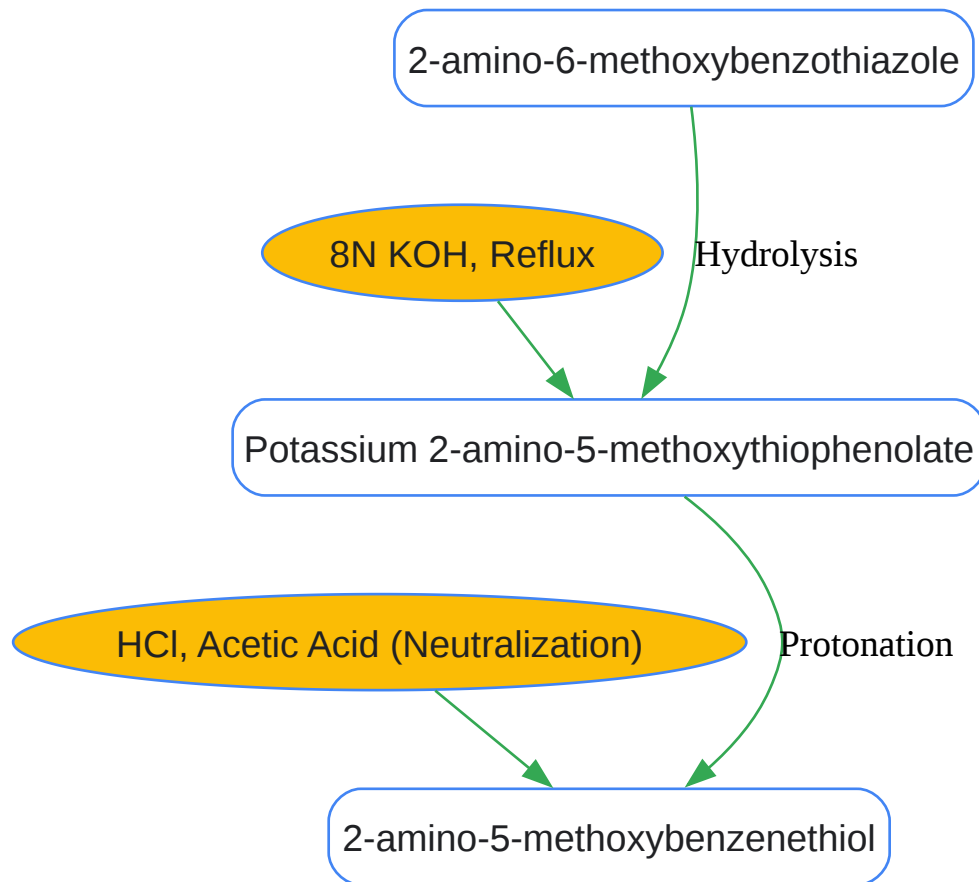 2-amino-6-methoxybenzothiazole
8N KOH, Reflux
Hydrolysis
Potassium 2-amino-5-methoxythiophenolate
HCl, Acetic Acid (Neutralization)
Protonation
2-amino-5-methoxybenzenethiol